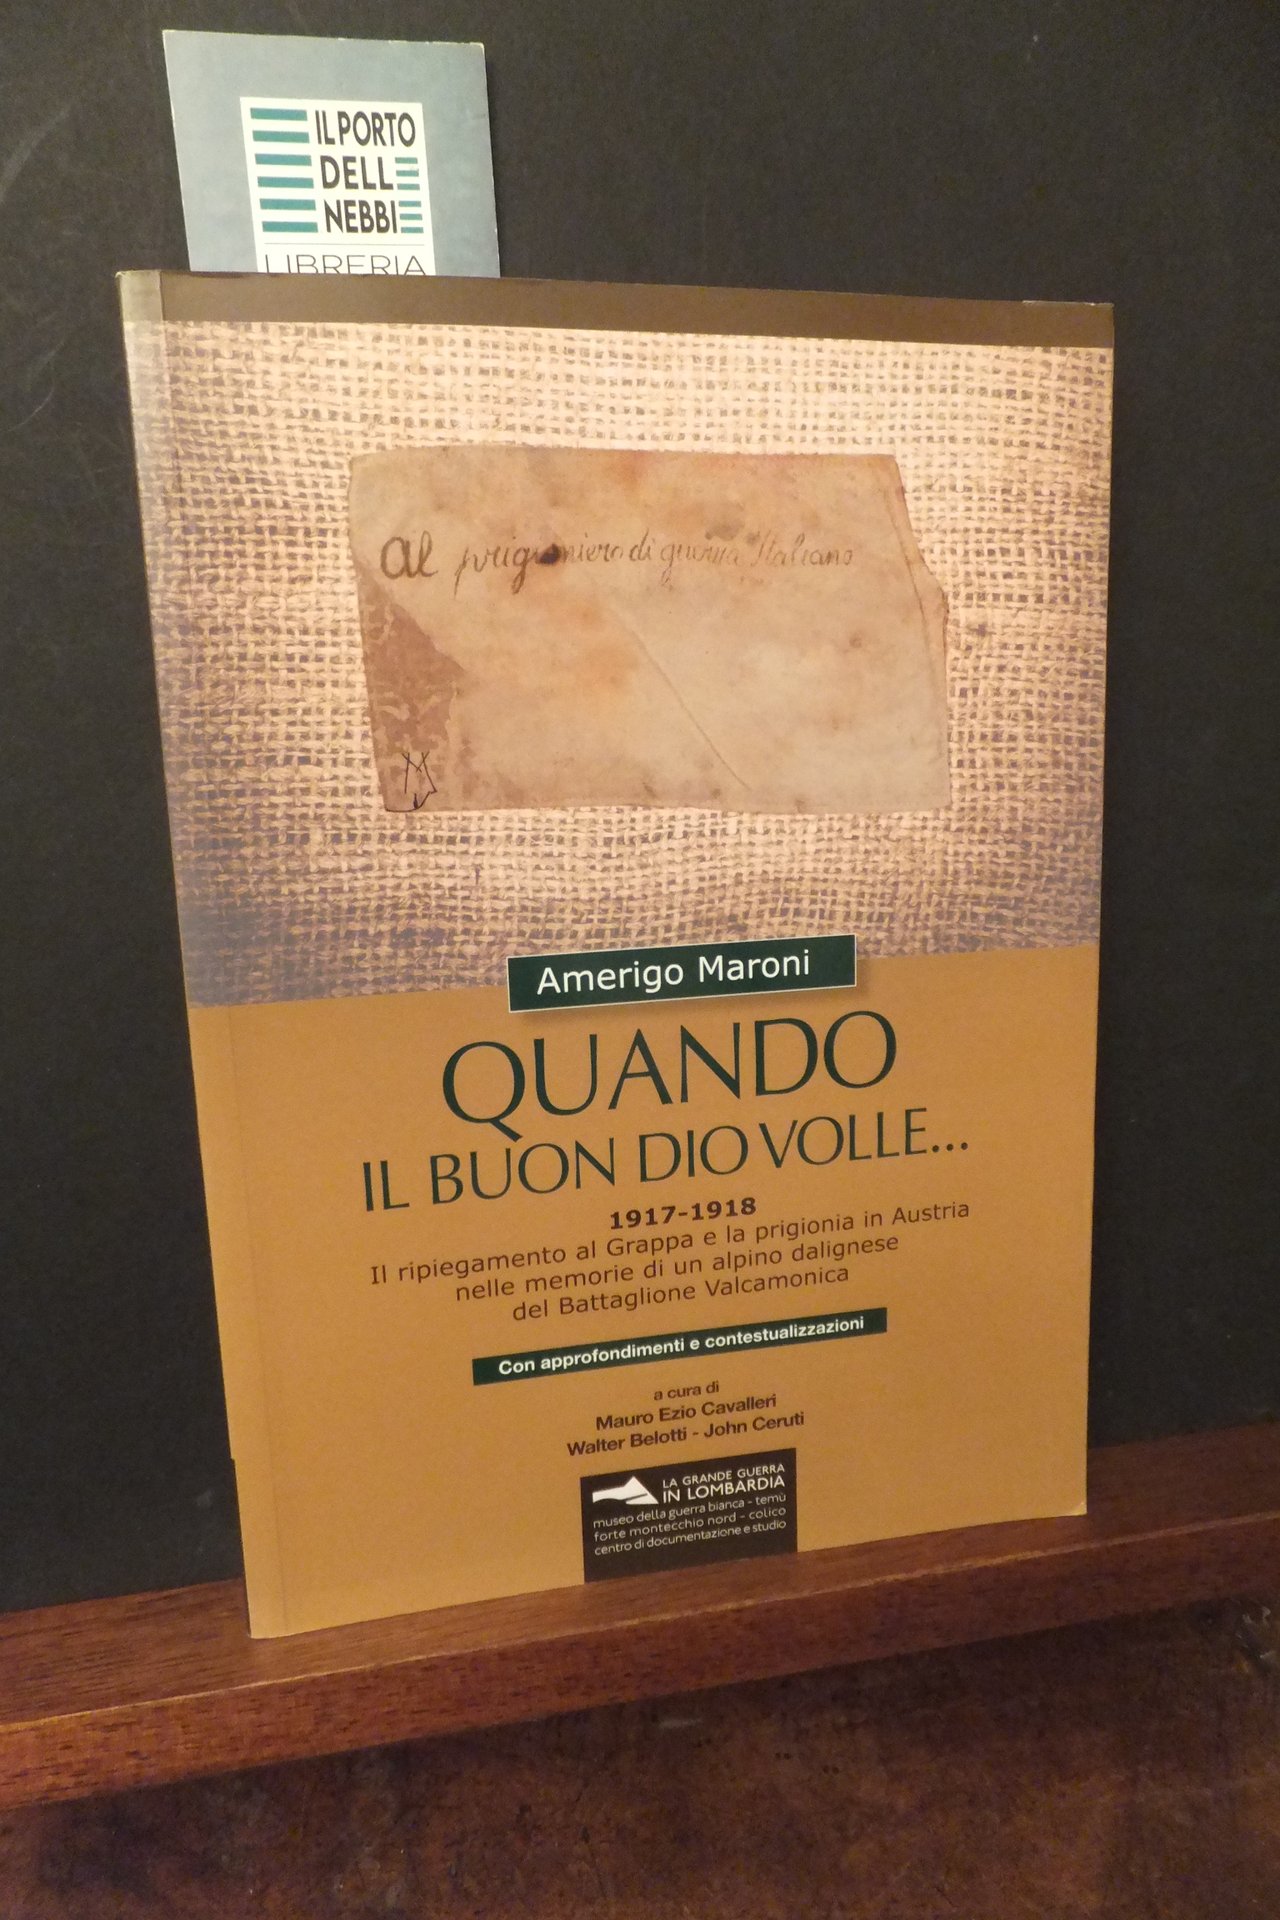 IL PORTO
DELLE
NEBBIE
LIBRERIA
al prigioniero di guerra Italiano
Amerigo Maroni
QUANDO
IL BUON DIO VOLLE...
1917-1918
Il ripiegamento al Grappa e la prigionia in Austria
nelle memorie di un alpino dalignese
del Battaglione Valcamonica
Con approfondimenti e contestualizzazioni
a cura di
Mauro Ezio Cavalleri
Walter Belotti - John Ceruti
LA GRANDE GUERRA
IN LOMBARDIA
museo della guerra bianca - temù
forte montecchio nord - colico
centro di documentazione e studio